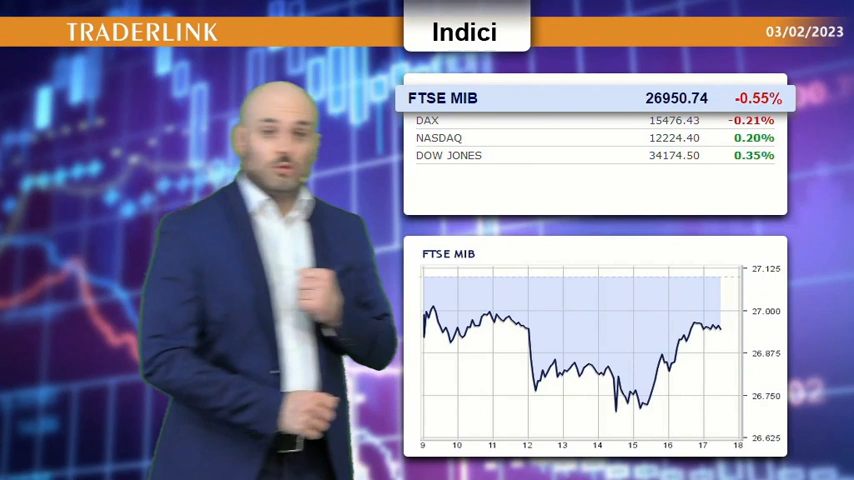 TRADERLINK
Indici
03/02/2023
FTSE MIB 26950.74 -0.55%
DAX 15476.43 -0.21%
NASDAQ 12224.40 0.20%
DOW JONES 34174.50 0.35%
FTSE MIB
27.125
27.000
26.875
26.750
26.625
9 10 11 12 13 14 15 16 17 18